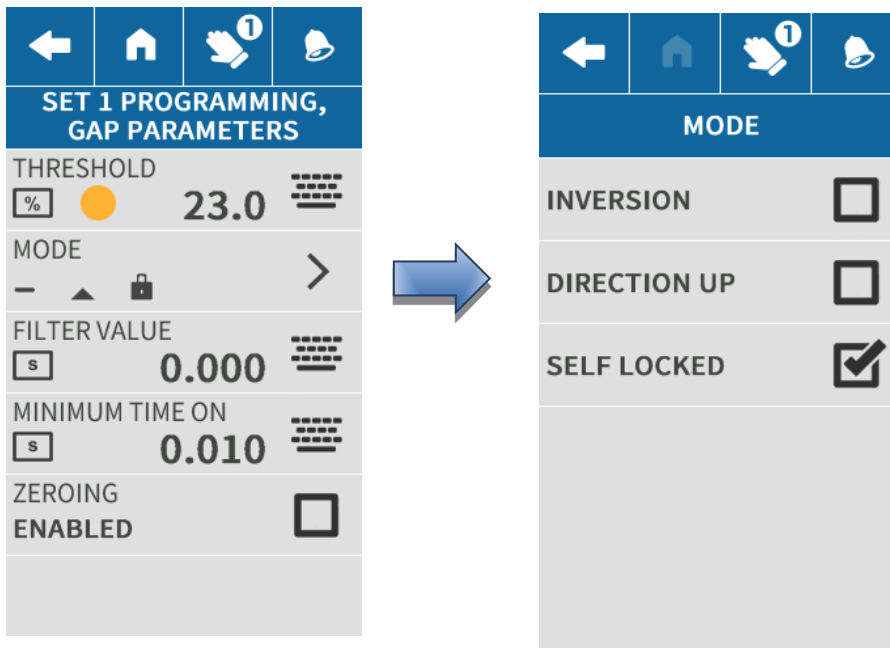 1
SET 1 PROGRAMMING,
GAP PARAMETERS
THRESHOLD
% 23.0
MODE
FILTER VALUE
s 0.000
MINIMUM TIME ON
s 0.010
ZEROING
ENABLED
1
MODE
INVERSION
DIRECTION UP
SELF LOCKED